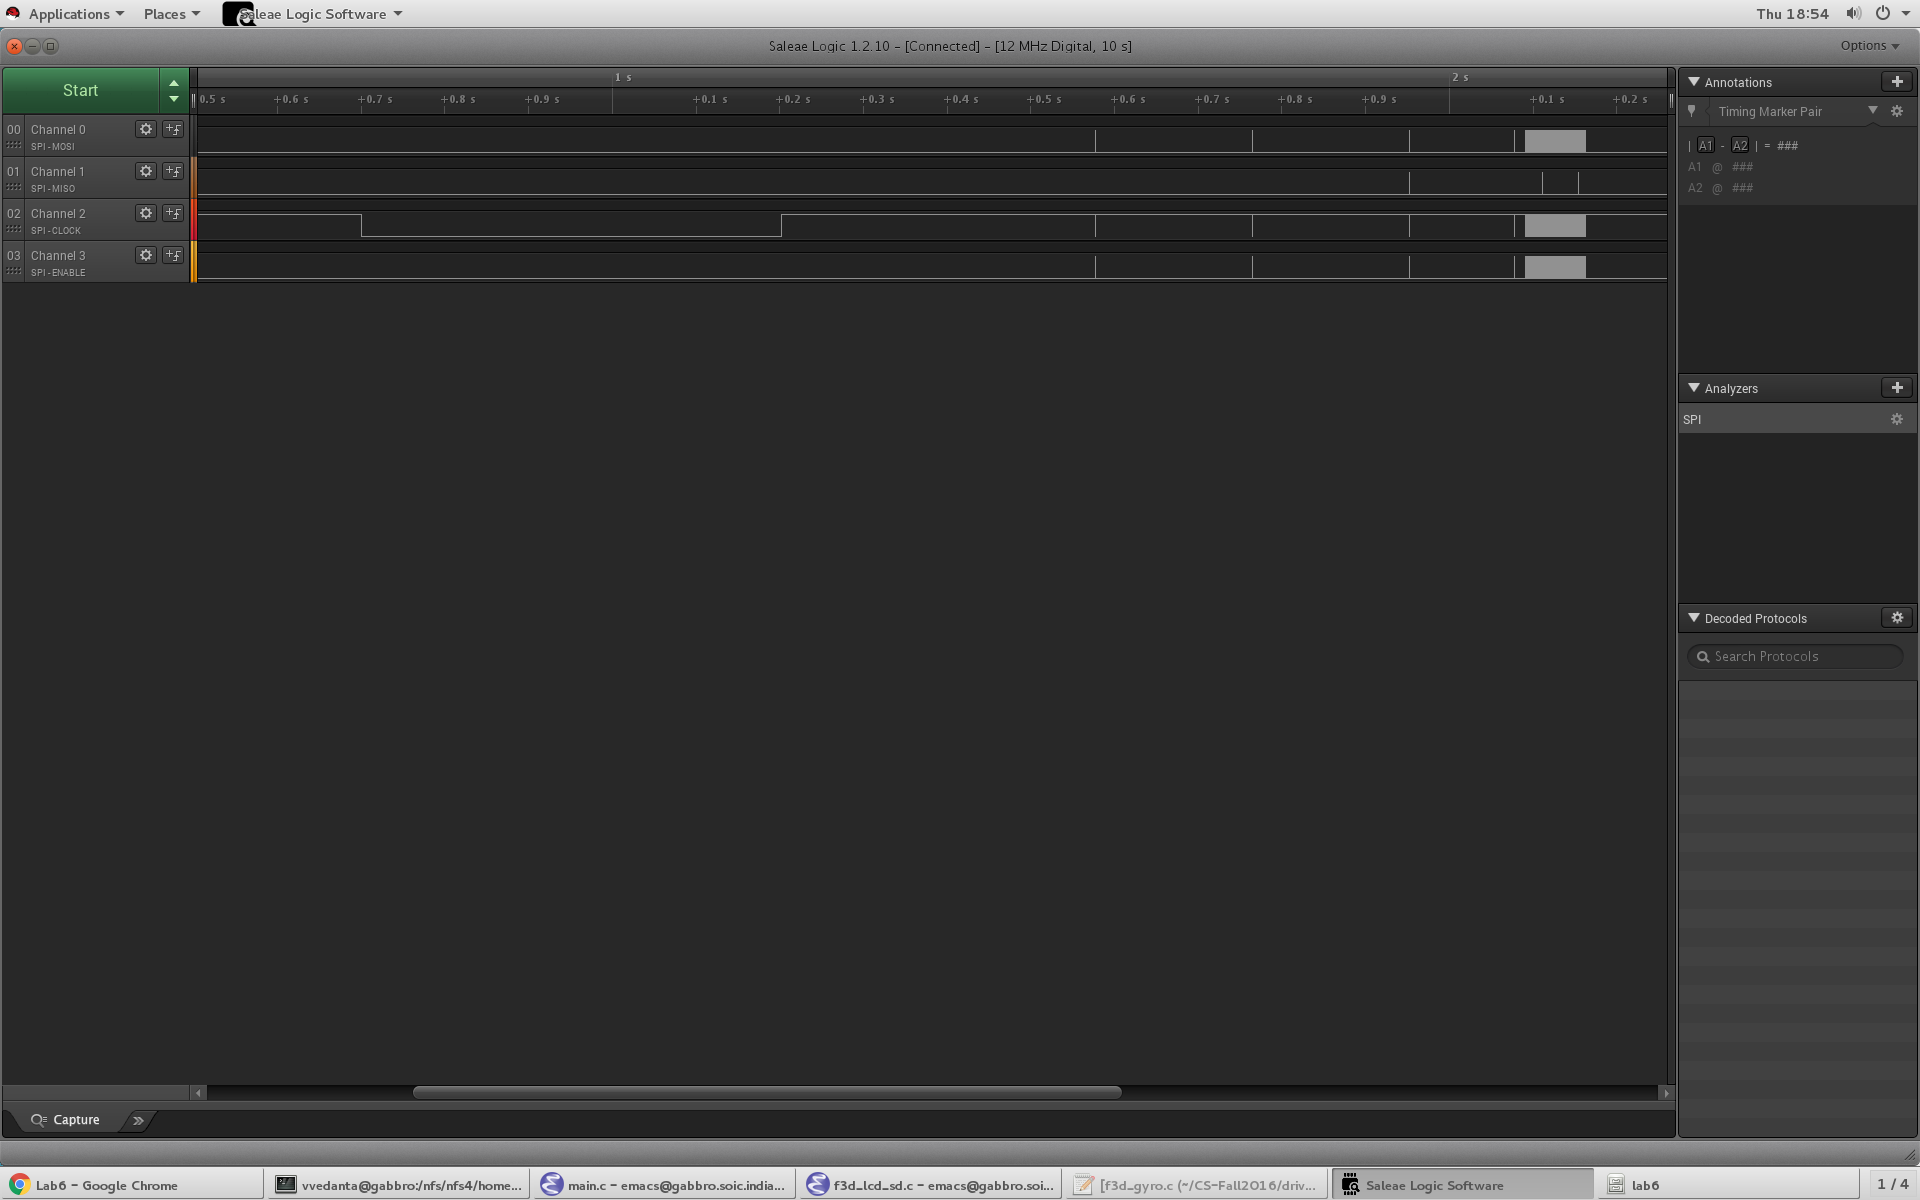 Applications Places Saleae Logic Software Thu 18:54
Saleae Logic 1.2.10 – [Connected] – [12 MHz Digital, 10 s] Options
Start
1 s 2 s
0.5 s +0.6 s +0.7 s +0.8 s +0.9 s +0.1 s +0.2 s +0.3 s +0.4 s +0.5 s +0.6 s +0.7 s +0.8 s +0.9 s +0.1 s +0.2 s
00 Channel 0
SPI - MOSI
01 Channel 1
SPI - MISO
02 Channel 2
SPI - CLOCK
03 Channel 3
SPI - ENABLE
Annotations
Timing Marker Pair
| A1 - A2 | = ###
A1 @ ###
A2 @ ###
Analyzers
SPI
Decoded Protocols
Search Protocols
Capture
Lab6 – Google Chrome vvedanta@gabbro:/nfs/nfs4/home... main.c – emacs@gabbro.soic.india... f3d_lcd_sd.c – emacs@gabbro.soi... [f3d_gyro.c (~/CS-Fall2016/driv... Saleae Logic Software lab6 1 / 4